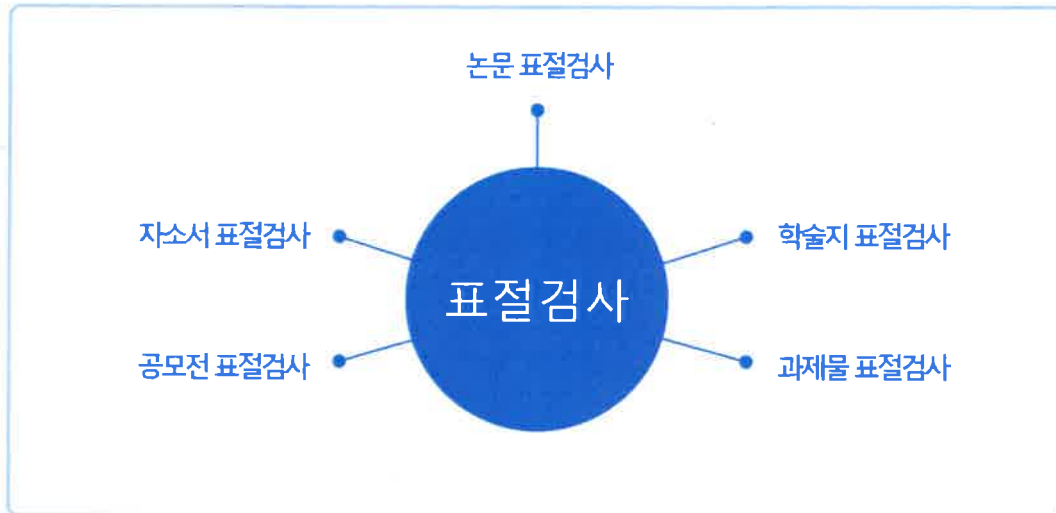 논문 표절검사
자소서 표절검사
학술지 표절검사
표절검사
공모전 표절검사
과제물 표절검사